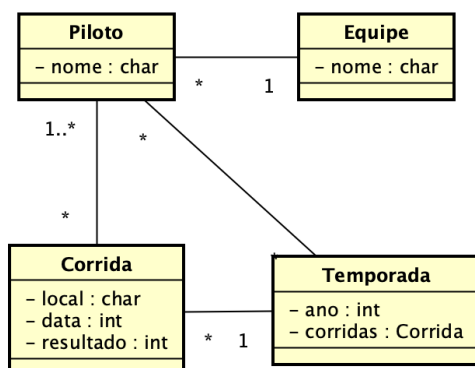 Piloto
- nome : char
Equipe
- nome : char
*
1
1..*
*
*
*
Corrida
- local : char
- data : int
- resultado : int
*
1
Temporada
- ano : int
- corridas : Corrida